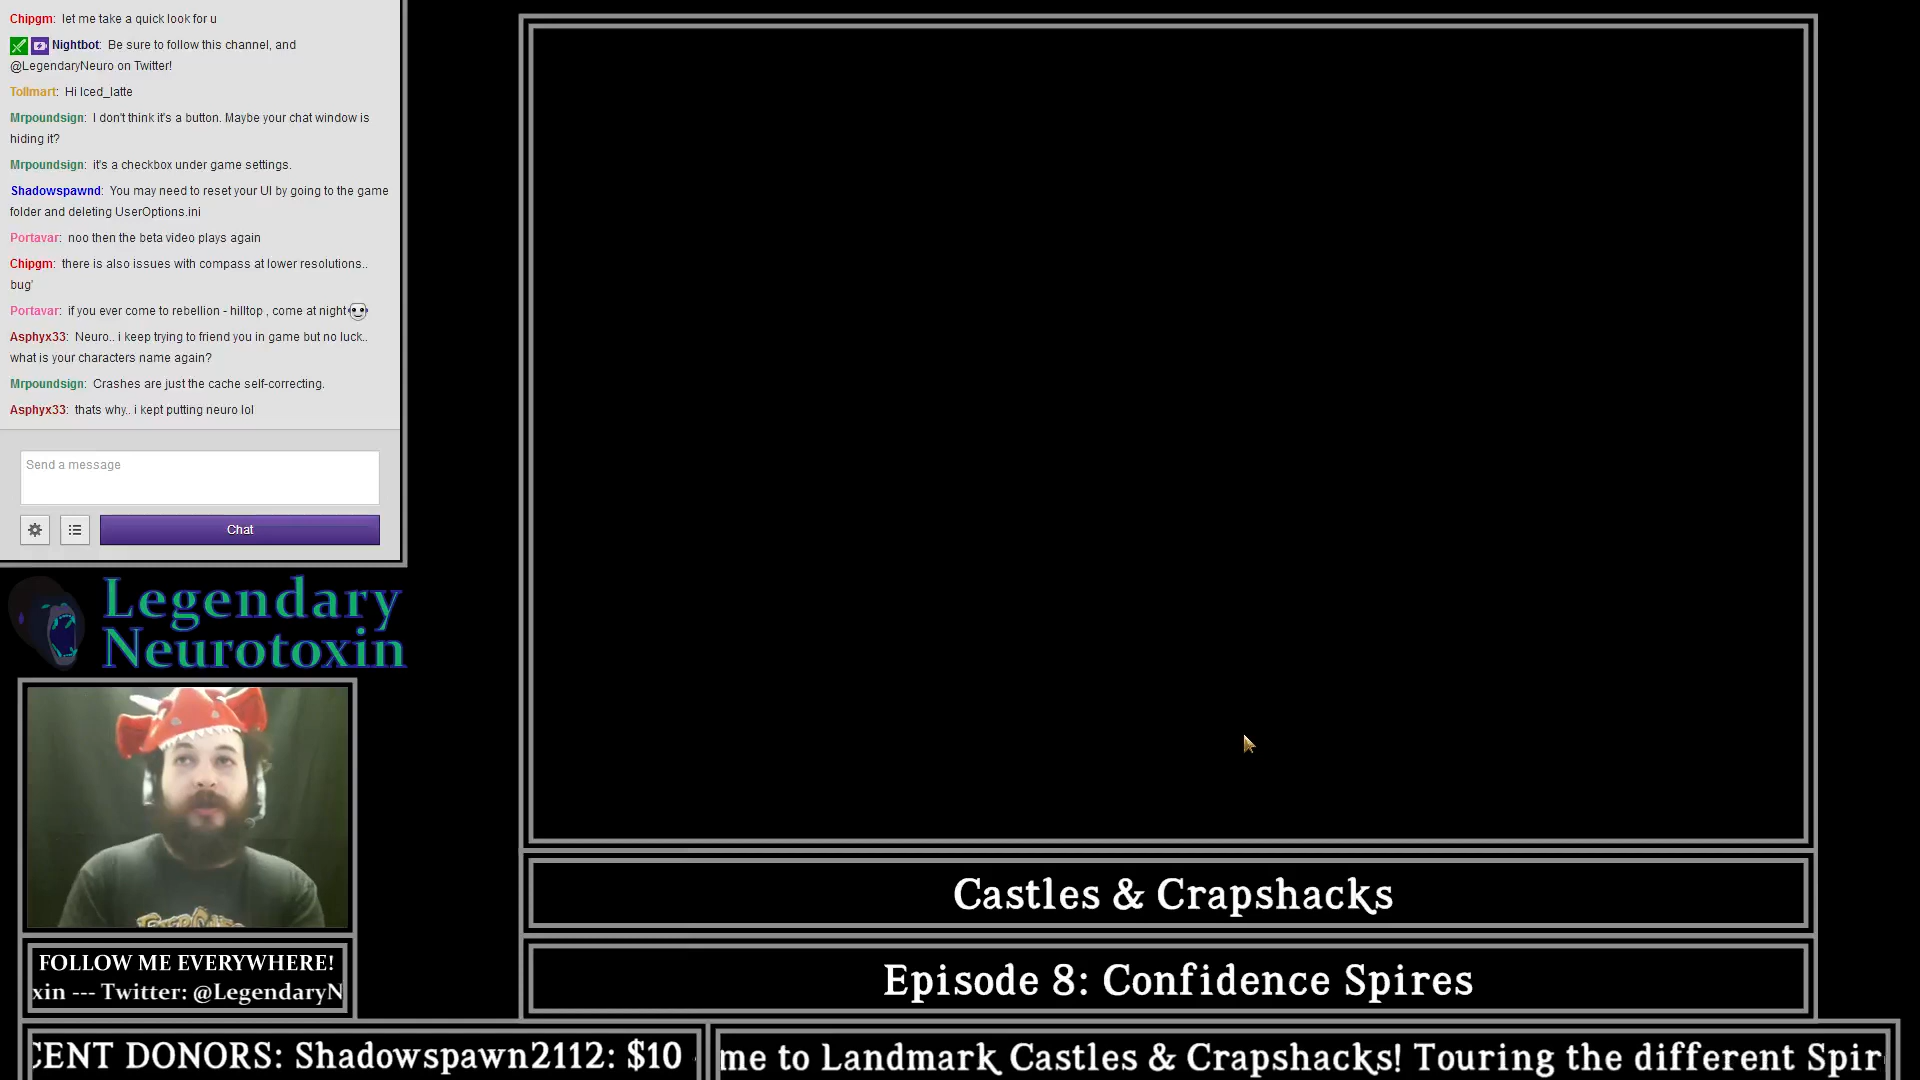 Chipgm: let me take a quick look for u
Nightbot: Be sure to follow this channel, and
@LegendaryNeuro on Twitter!
Tollmart: Hi Iced_latte
Mrpoundsign: I don't think it's a button. Maybe your chat window is
hiding it?
Mrpoundsign: it's a checkbox under game settings.
Shadowspawnd: You may need to reset your UI by going to the game
folder and deleting UserOptions.ini
Portavar: noo then the beta video plays again
Chipgm: there is also issues with compass at lower resolutions..
bug'
Portavar: if you ever come to rebellion - hilltop , come at night
Asphyx33: Neuro.. i keep trying to friend you in game but no luck..
what is your characters name again?
Mrpoundsign: Crashes are just the cache self-correcting.
Asphyx33: thats why.. i kept putting neuro lol
Send a message
Chat
Legendary
Neurotoxin
FOLLOW ME EVERYWHERE!
xin --- Twitter: @LegendaryN
Castles & Crapshacks
Episode 8: Confidence Spires
CENT DONORS: Shadowspawn2112: $10
me to Landmark Castles & Crapshacks! Touring the different Spir